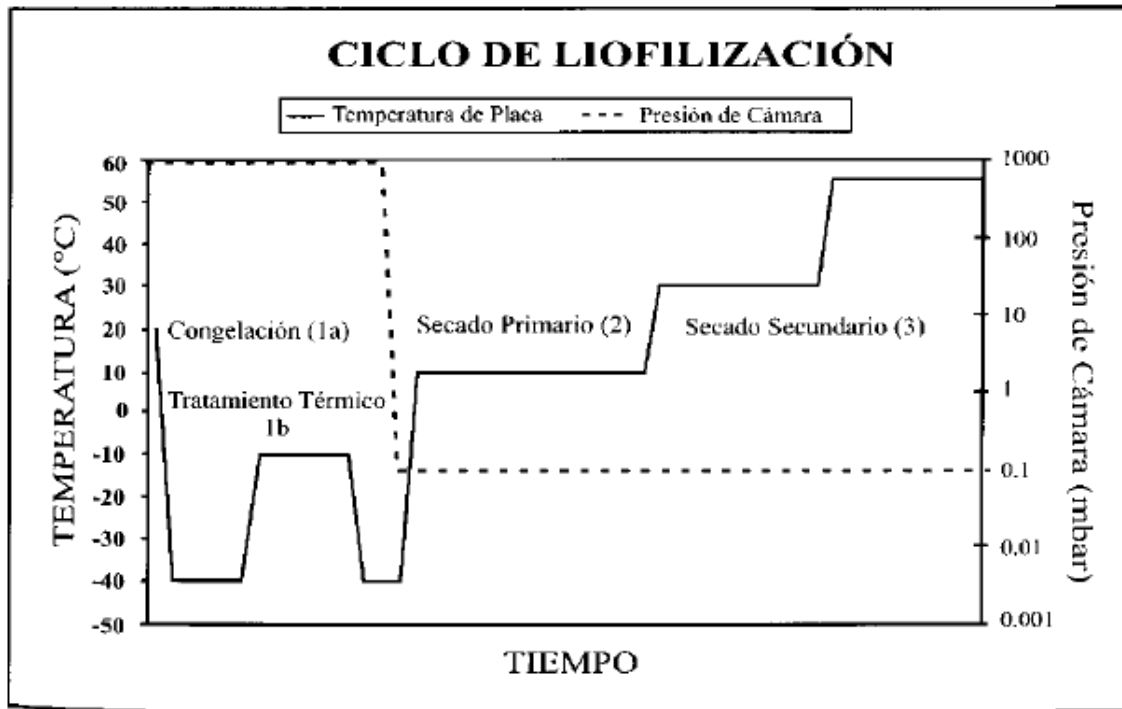 CICLO DE LIOFILIZACIÓN
Temperatura de Placa
Presión de Cámara
TEMPERATURA (°C)
60
50
40
30
20
10
0
-10
-20
-30
-40
-50
Congelación (1a)
Tratamiento Térmico
1b
Secado Primario (2)
Secado Secundario (3)
1000
100
10
1
0.1
0.01
0.001
Presión de Cámara (mbar)
TIEMPO